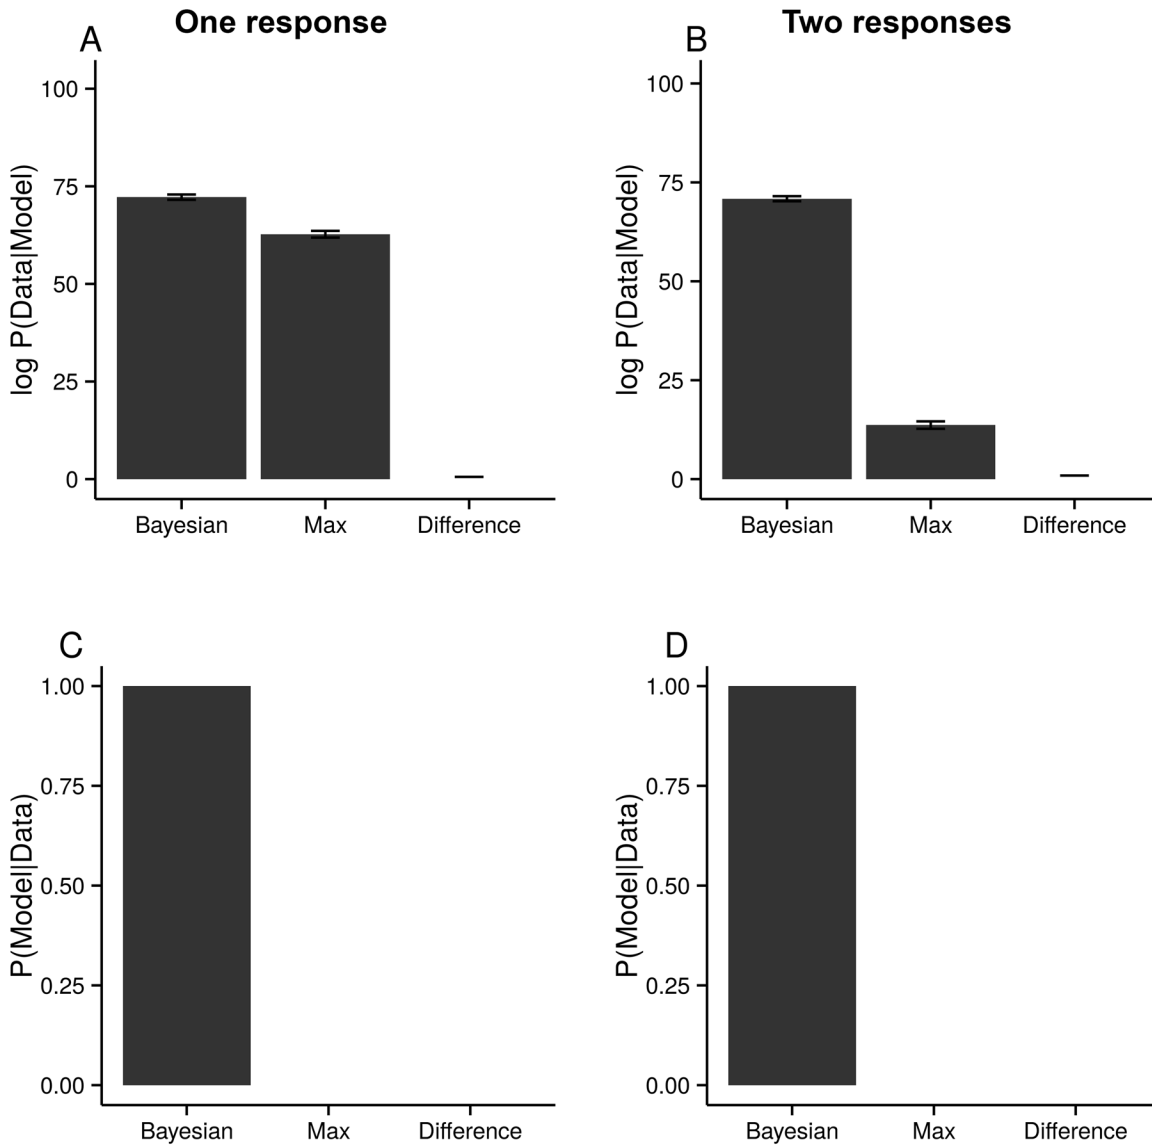 One response
Two responses
A
B
log P(Data|Model)
100
75
50
25
0
Bayesian Max Difference
log P(Data|Model)
100
75
50
25
0
Bayesian Max Difference
C
D
P(Model||Data)
1.00
0.75
0.50
0.25
0.00
Bayesian Max Difference
P(Model||Data)
1.00
0.75
0.50
0.25
0.00
Bayesian Max Difference